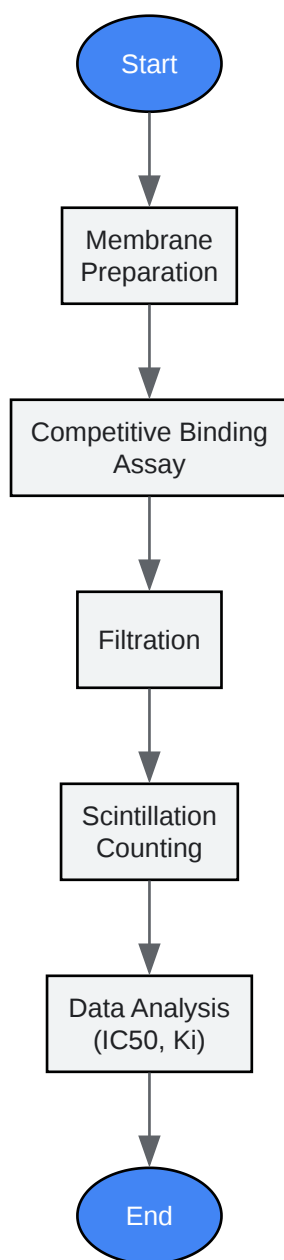 Start
Membrane
Preparation
Competitive Binding
Assay
Filtration
Scintillation
Counting
Data Analysis
(IC50, Ki)
End